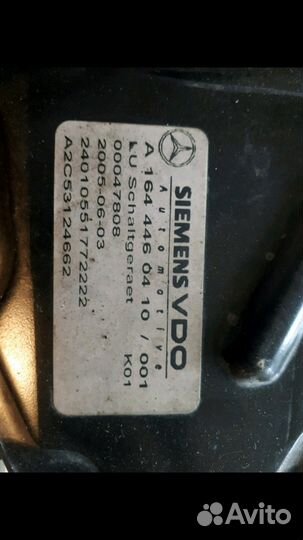 SIEMENS VDO
Automotive
A 164 446 04 10 / 001
LU Schaltgeraet K01
00047808
2005-06-03
24010551772222
A2C53124662
Avito